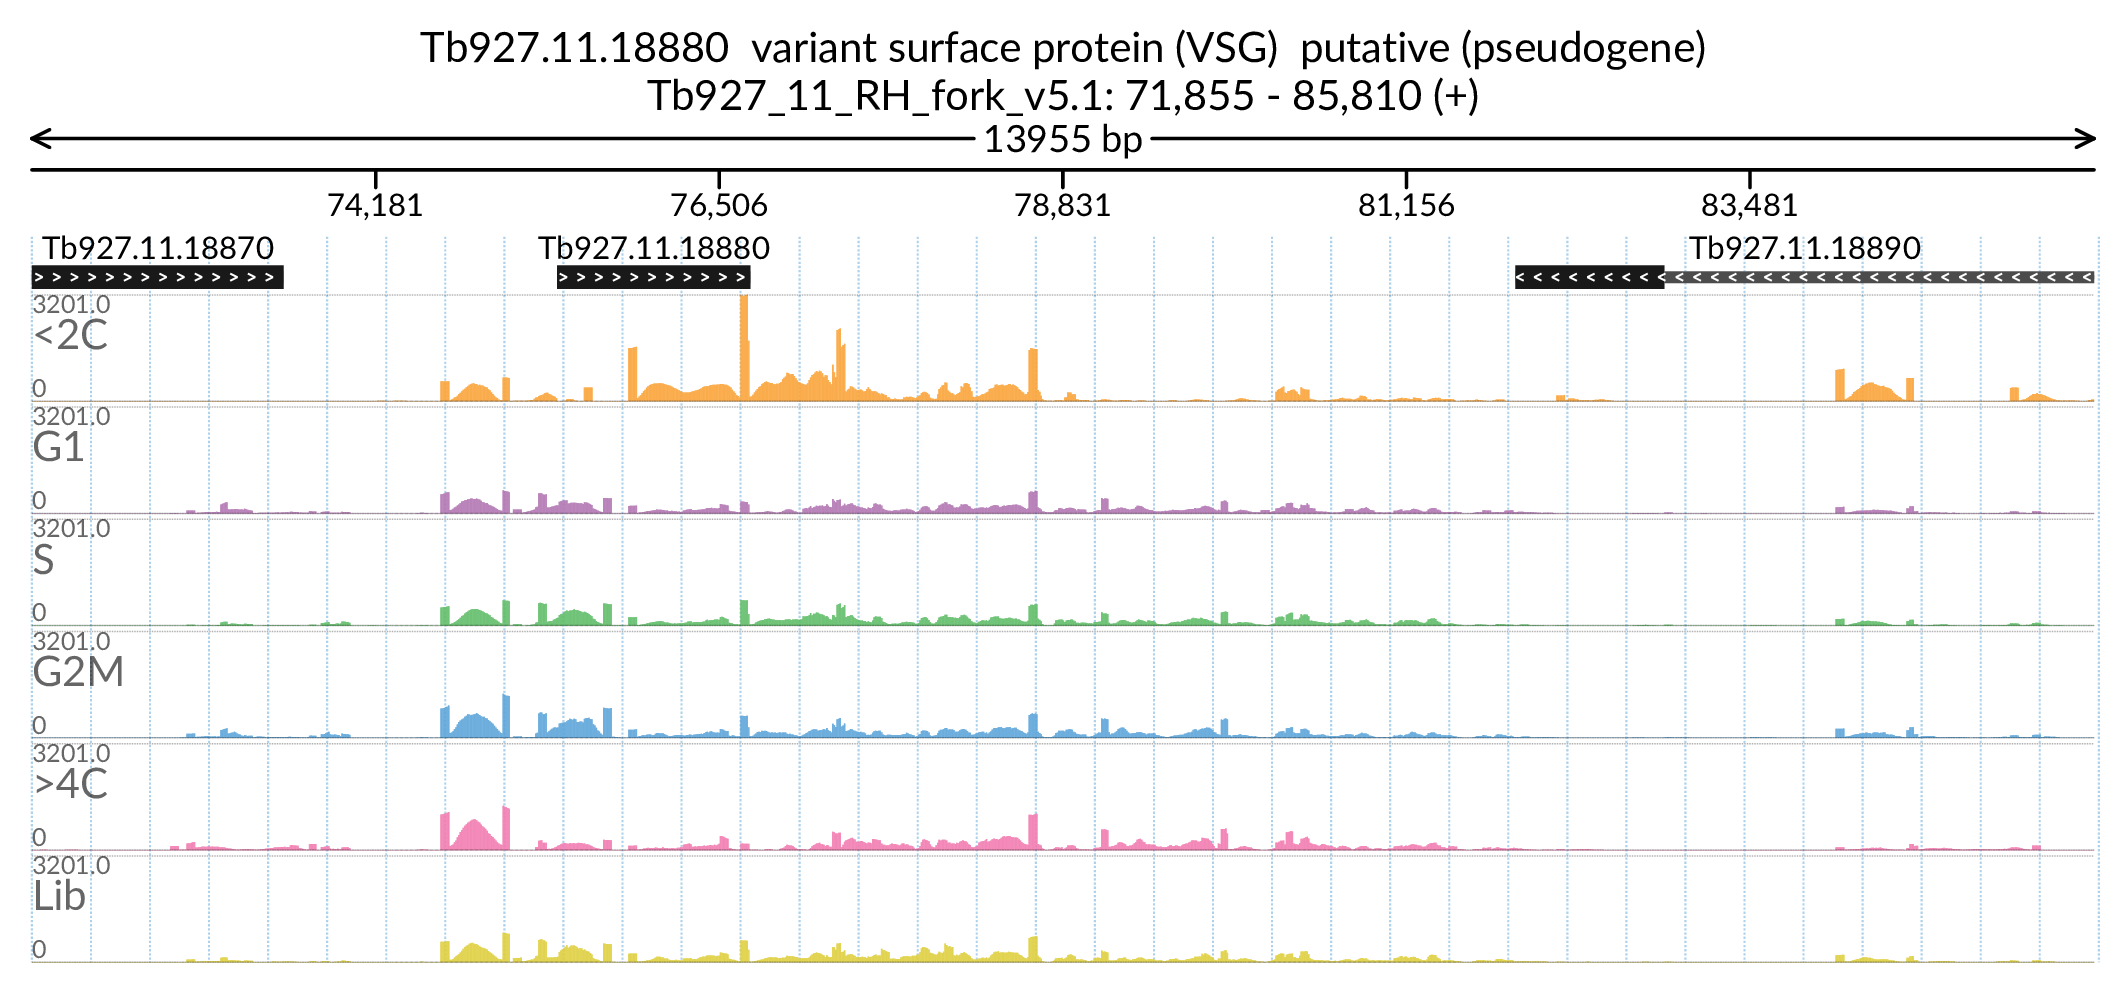 Tb927.11.18880  variant surface protein (VSG)  putative (pseudogene)
Tb927_11_RH_fork_v5.1: 71,855 - 85,810 (+)
13955 bp
74,181 76,506 78,831 81,156 83,481
Tb927.11.18870 Tb927.11.18880 Tb927.11.18890
3201.0
<2C
0
3201.0
G1
0
3201.0
S
0
3201.0
G2M
0
3201.0
>4C
0
3201.0
Lib
0